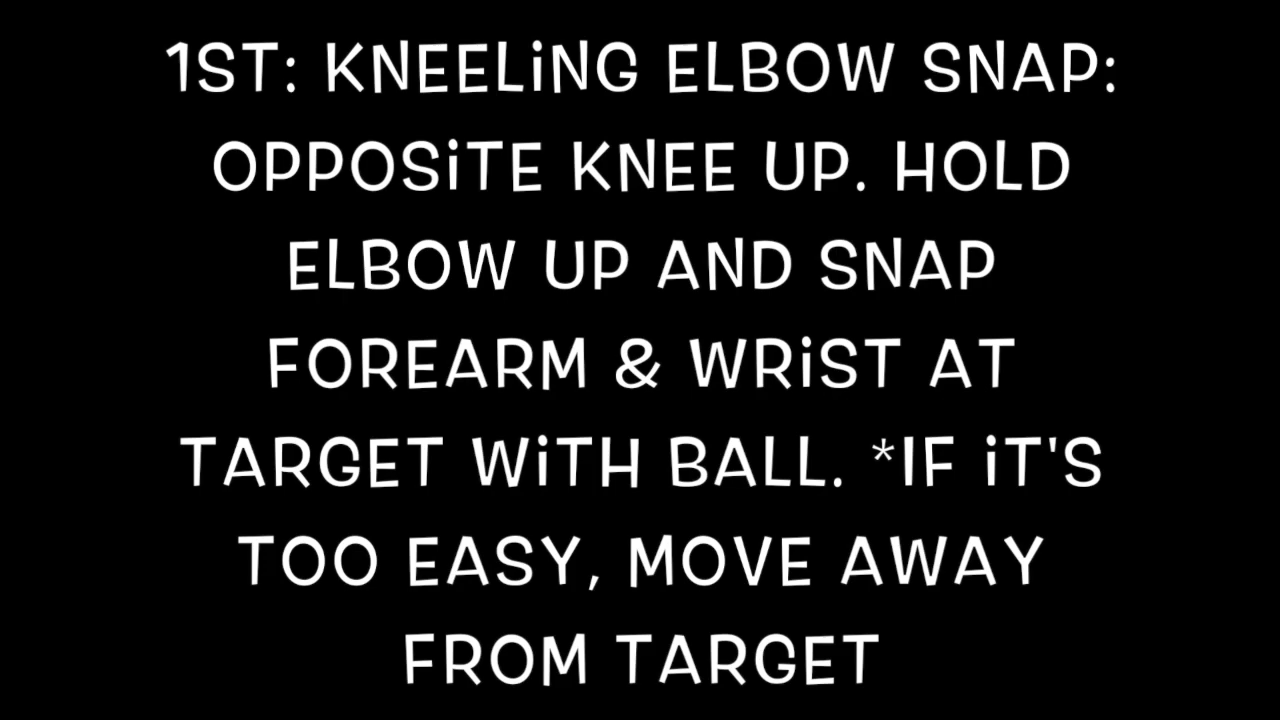 1ST: KNEELiNG ELBOW SNAP:
OPPOSiTE KNEE UP. HOLD
ELBOW UP AND SNAP
FOREARM & WRiST AT
TARGET WiTH BALL. *IF iT'S
TOO EASY, MOVE AWAY
FROM TARGET